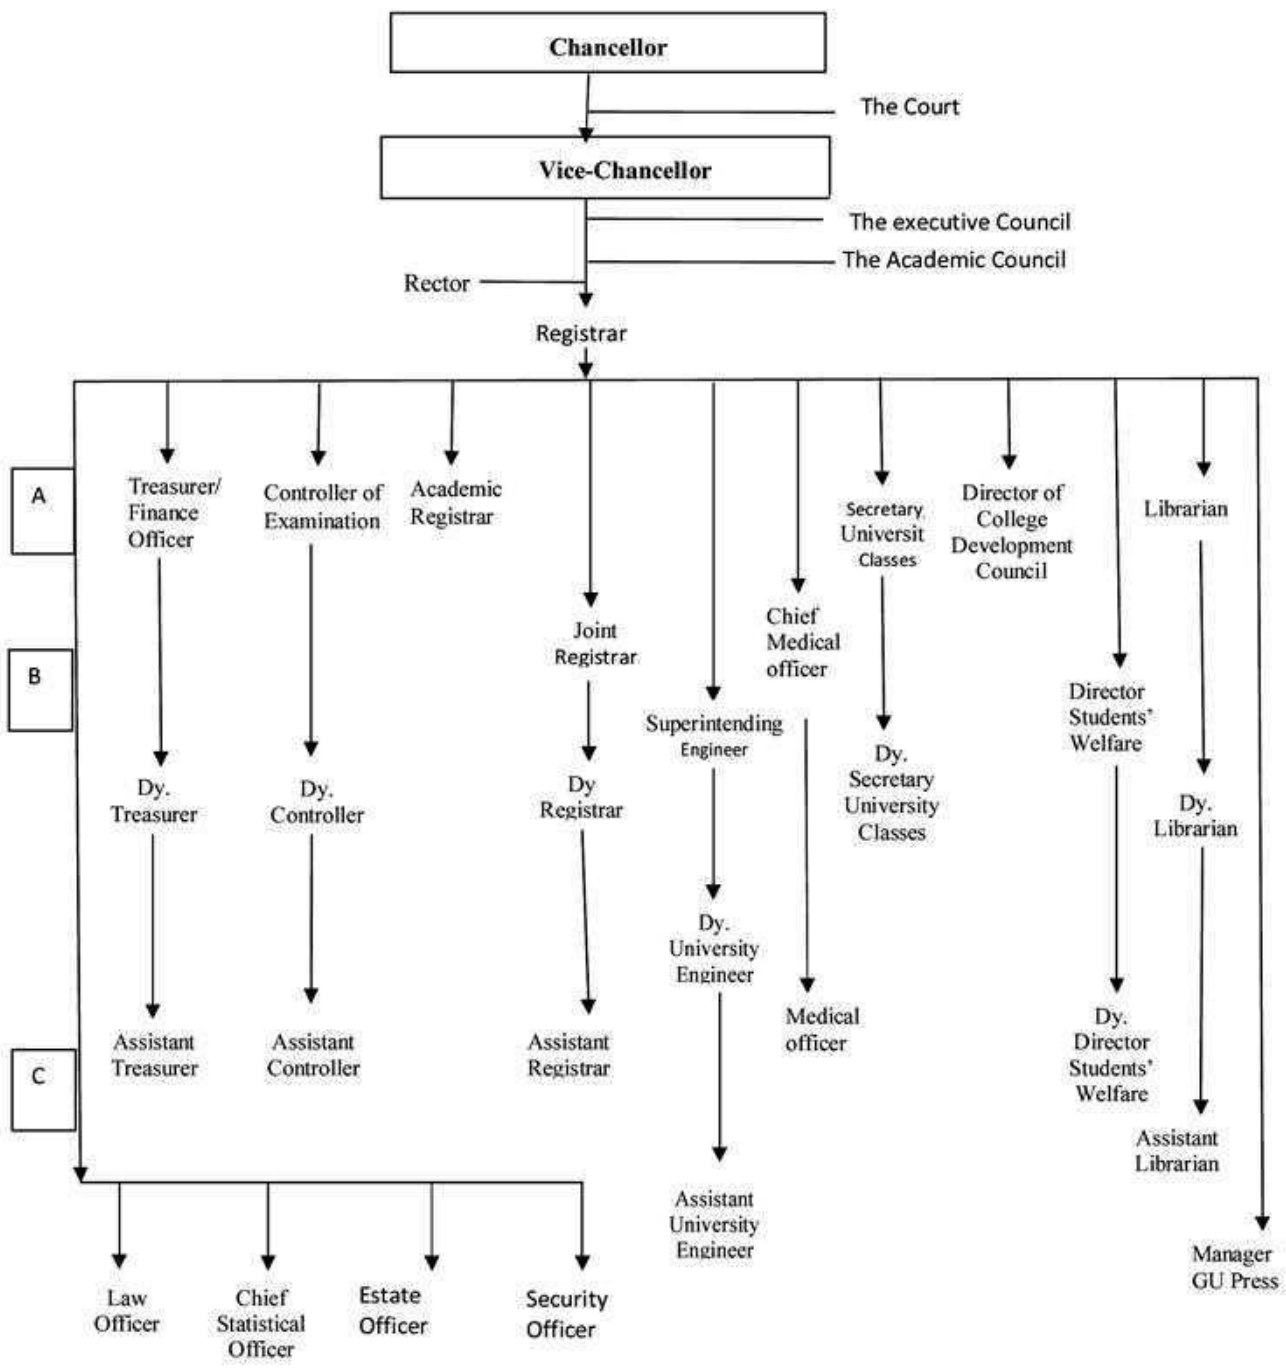 Chancellor
The Court
Vice-Chancellor
The executive Council
The Academic Council
Rector
Registrar
A
Treasurer/
Finance
Officer
Controller of
Examination
Academic
Registrar
Secretary
Universit
Classes
Director of
College
Development
Council
Librarian
B
Joint
Registrar
Chief
Medical
officer
Superintending
Engineer
Director
Students’
Welfare
Dy.
Treasurer
Dy.
Controller
Dy
Registrar
Dy.
Secretary
University
Classes
Dy.
Librarian
Dy.
University
Engineer
C
Assistant
Treasurer
Assistant
Controller
Assistant
Registrar
Medical
officer
Dy.
Director
Students’
Welfare
Assistant
Librarian
Assistant
University
Engineer
Manager
GU Press
Law
Officer
Chief
Statistical
Officer
Estate
Officer
Security
Officer